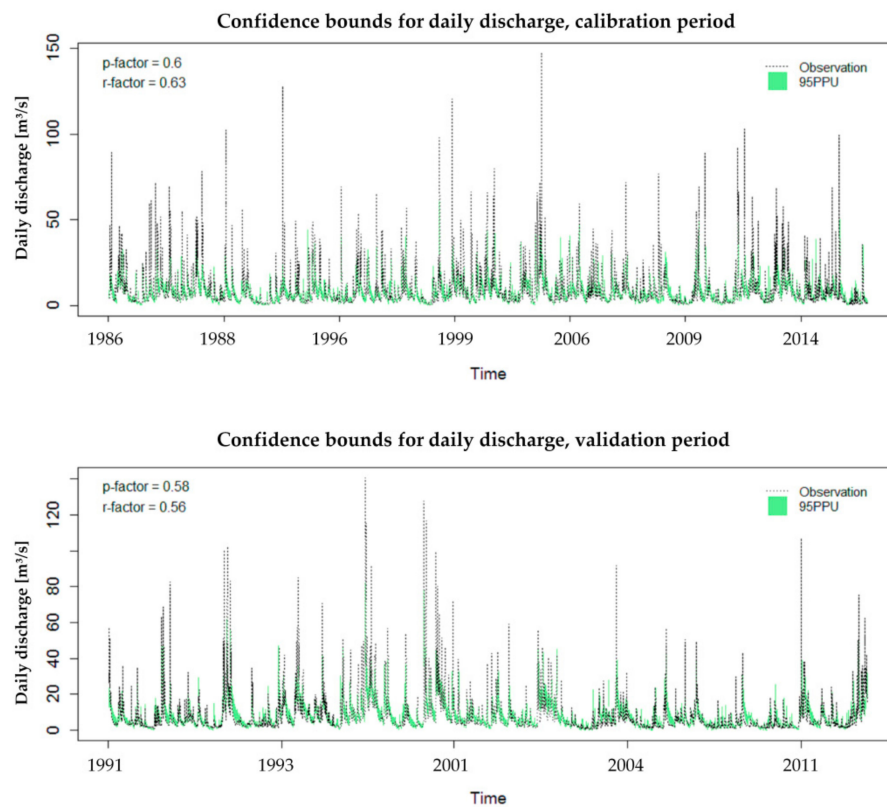 Confidence bounds for daily discharge, calibration period
p-factor = 0.6
r-factor = 0.63
Observation
95PPU
Daily discharge [m³/s]
150
100
50
0
1986
1988
1996
1999
2006
2009
2014
Time
Confidence bounds for daily discharge, validation period
p-factor = 0.58
r-factor = 0.56
Observation
95PPU
Daily discharge [m³/s]
120
80
60
40
20
0
1991
1993
2001
2004
2011
Time